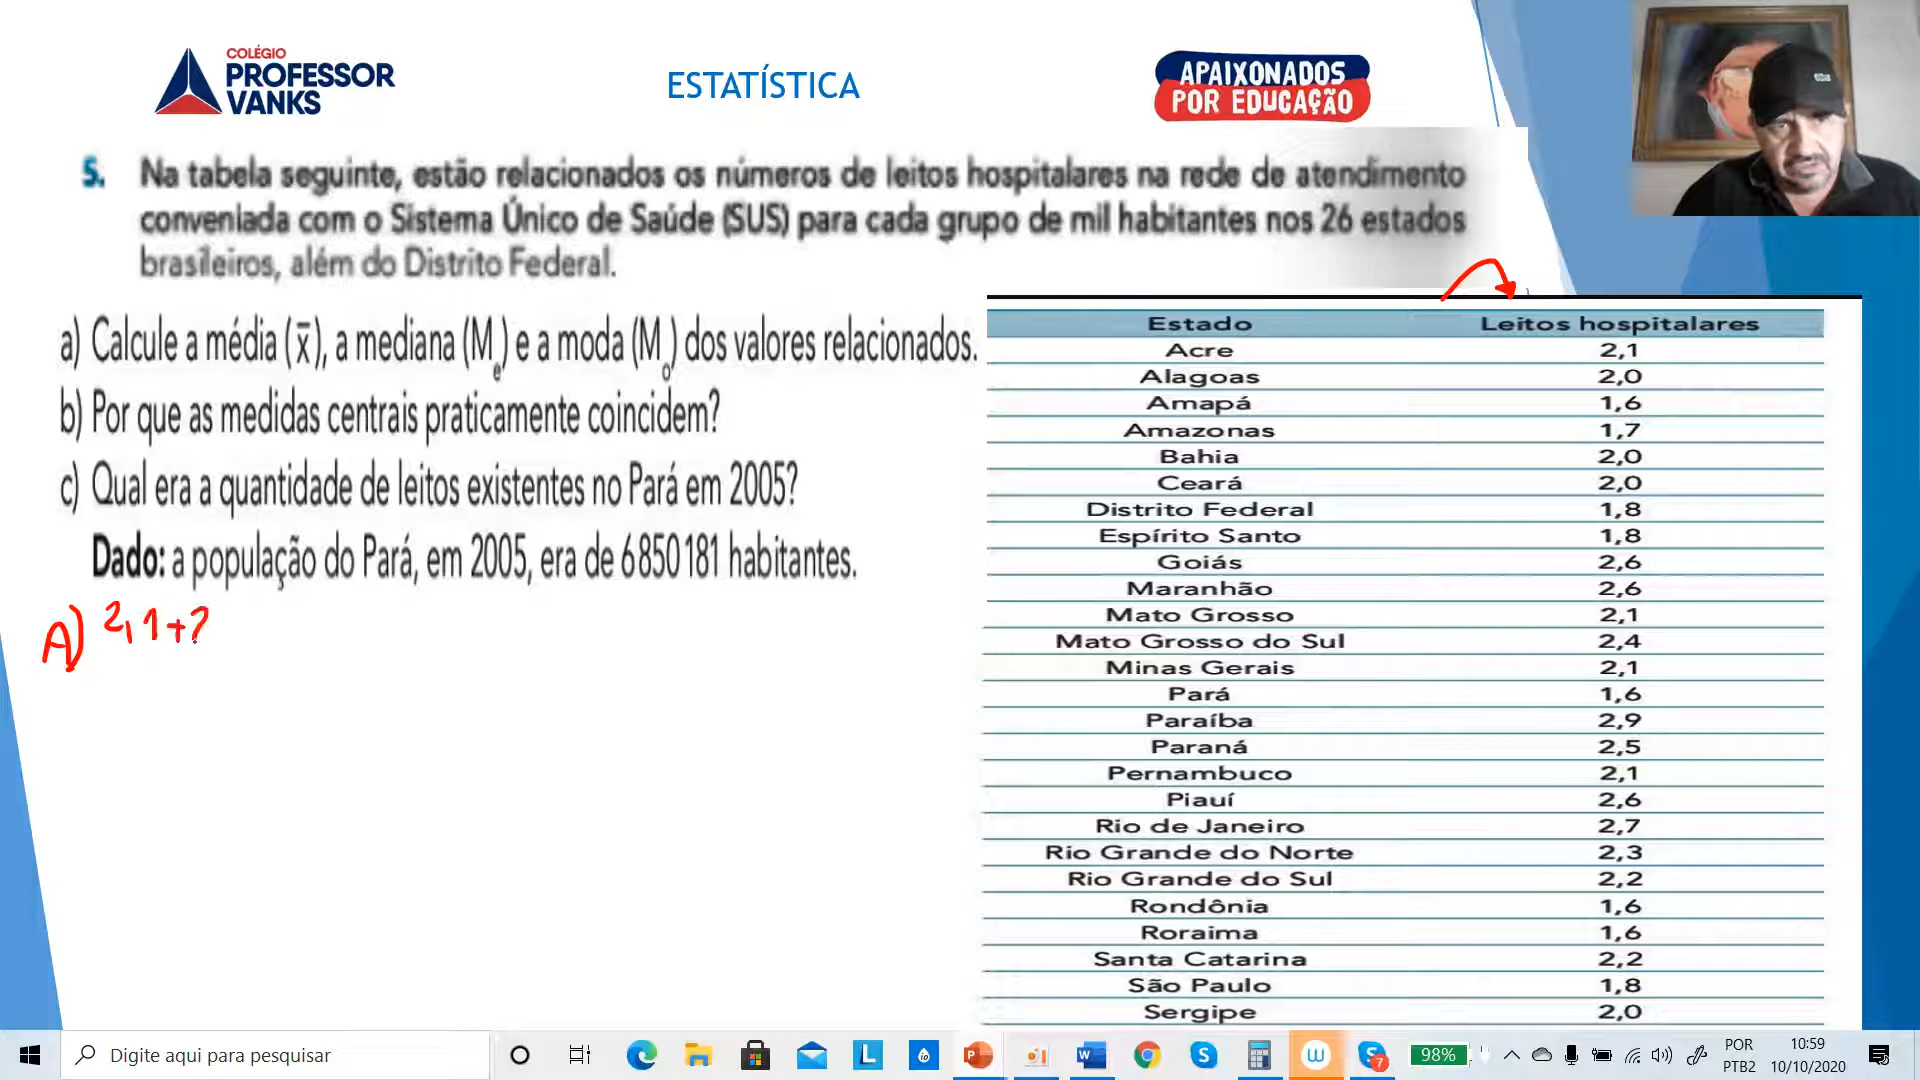 COLÉGIO
PROFESSOR
VANKS
ESTATÍSTICA
APAIXONADOS
POR EDUCAÇÃO
5. Na tabela seguinte, estão relacionados os números de leitos hospitalares na rede de atendimento
conveniada com o Sistema Único de Saúde (SUS) para cada grupo de mil habitantes nos 26 estados
brasileiros, além do Distrito Federal.
a) Calcule a média (x̄), a mediana (Me) e a moda (Mo) dos valores relacionados.
b) Por que as medidas centrais praticamente coincidem?
c) Qual era a quantidade de leitos existentes no Pará em 2005?
Dado: a população do Pará, em 2005, era de 6 850 181 habitantes.
A) 2,1+2
Estado Leitos hospitalares
Acre 2,1
Alagoas 2,0
Amapá 1,6
Amazonas 1,7
Bahia 2,0
Ceará 2,0
Distrito Federal 1,8
Espírito Santo 1,8
Goiás 2,6
Maranhão 2,6
Mato Grosso 2,1
Mato Grosso do Sul 2,4
Minas Gerais 2,1
Pará 1,6
Paraíba 2,9
Paraná 2,5
Pernambuco 2,1
Piauí 2,6
Rio de Janeiro 2,7
Rio Grande do Norte 2,3
Rio Grande do Sul 2,2
Rondônia 1,6
Roraima 1,6
Santa Catarina 2,2
São Paulo 1,8
Sergipe 2,0
Digite aqui para pesquisar
98%
POR
PTB2
10:59
10/10/2020